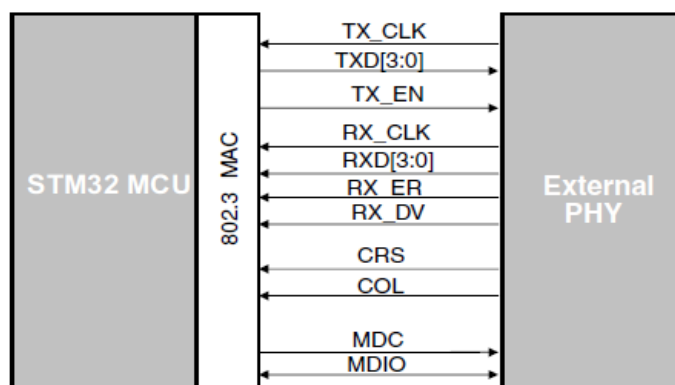 STM32 MCU
802.3 MAC
TX_CLK
TXD[3:0]
TX_EN
RX_CLK
RXD[3:0]
RX_ER
RX_DV
CRS
COL
MDC
MDIO
External
PHY